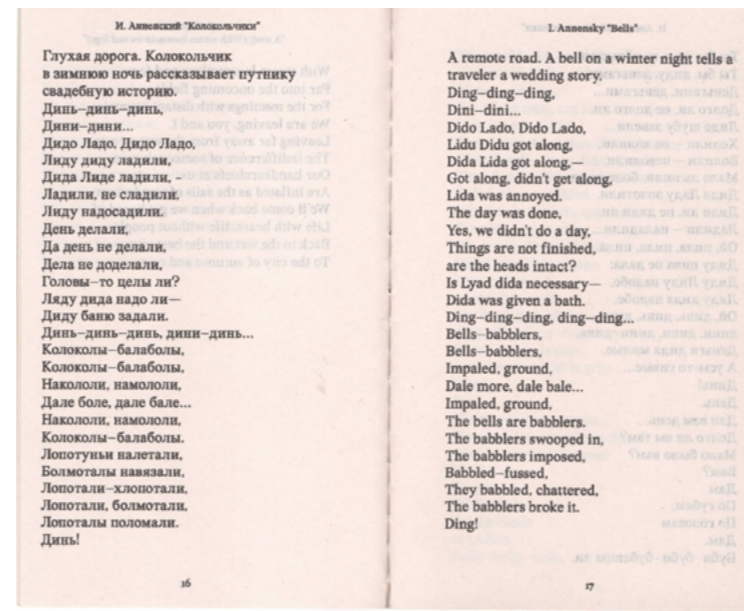 И. Анненский "Колокольчики"
Глухая дорога. Колокольчик
в зимнюю ночь рассказывает путнику
свадебную историю.
Динь–динь–динь,
Дини–дини...
Дидо Ладо, Дидо Ладо,
Лиду диду ладили,
Дида Лиде ладили, -
Ладили, не сладили,
Лиду надосадили.
День делали,
Да день не делали,
Дела не доделали,
Головы–то целы ли?
Ляду дида надо ли—
Диду баню задали.
Динь–динь–динь, дини–динь...
Колоколы–балаболы,
Колоколы–балаболы,
Накололи, намололи,
Дале боле, дале бале...
Накололи, намололи,
Колоколы–балаболы.
Лопотуньи налетали,
Болмоталы навязали,
Лопотали–хлопотали,
Лопотали, болмотали,
Лопоталы поломали.
Динь!
16
I. Annensky "Bells"
A remote road. A bell on a winter night tells a
traveler a wedding story.
Ding–ding–ding,
Dini–dini...
Dido Lado, Dido Lado,
Lidu Didu got along,
Dida Lida got along,—
Got along, didn't get along,
Lida was annoyed.
The day was done,
Yes, we didn't do a day,
Things are not finished,
are the heads intact?
Is Lyad dida necessary—
Dida was given a bath.
Ding–ding–ding, ding–ding...
Bells–babblers,
Bells–babblers,
Impaled, ground,
Dale more, dale bale...
Impaled, ground,
The bells are babblers.
The babblers swooped in,
The babblers imposed,
Babbled–fussed,
They babbled, chattered,
The babblers broke it.
Ding!
17